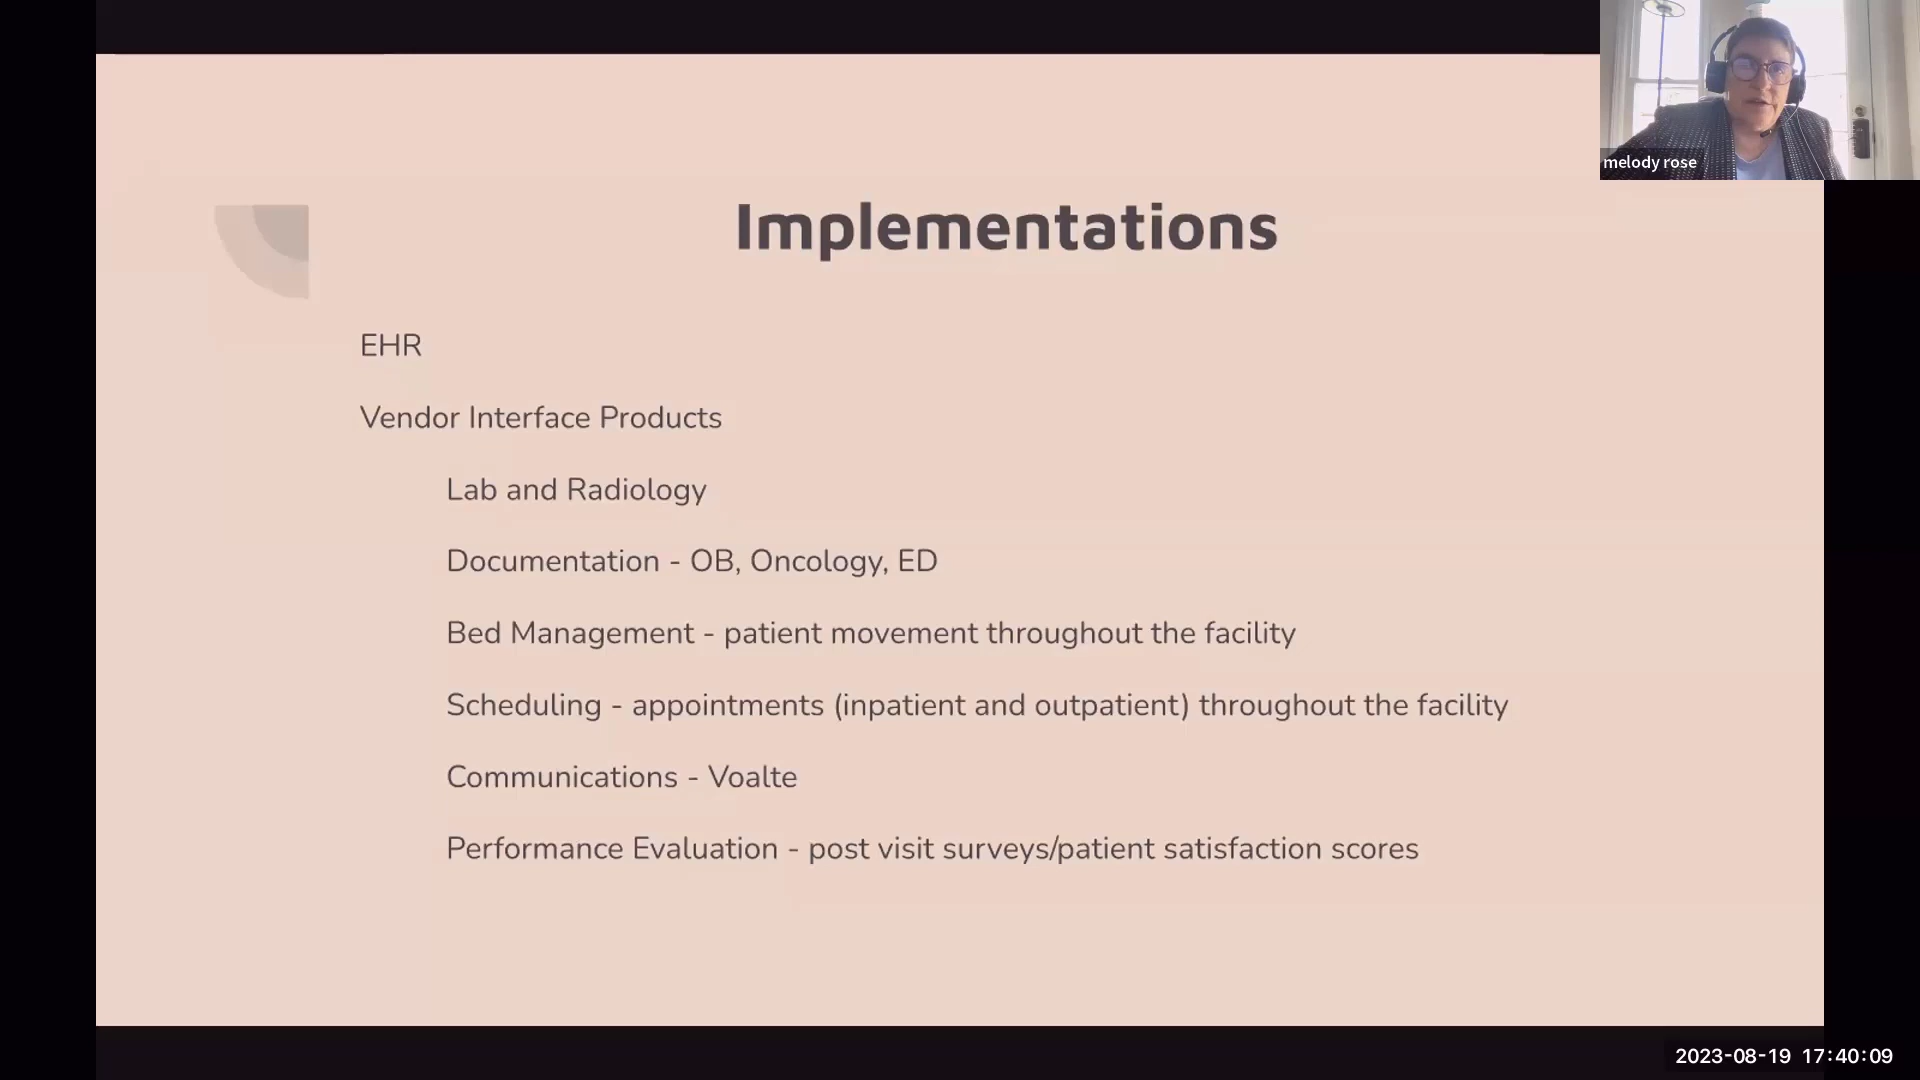 melody rose
Implementations
EHR
Vendor Interface Products
Lab and Radiology
Documentation - OB, Oncology, ED
Bed Management - patient movement throughout the facility
Scheduling - appointments (inpatient and outpatient) throughout the facility
Communications - Voalte
Performance Evaluation - post visit surveys/patient satisfaction scores
2023-08-19 17:40:09